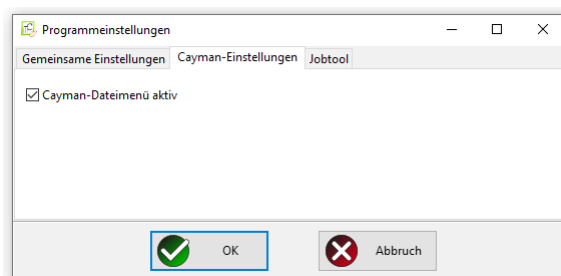 Programmeinstellungen
Gemeinsame Einstellungen Cayman-Einstellungen Jobtool
Cayman-Dateimenü aktiv
OK Abbruch